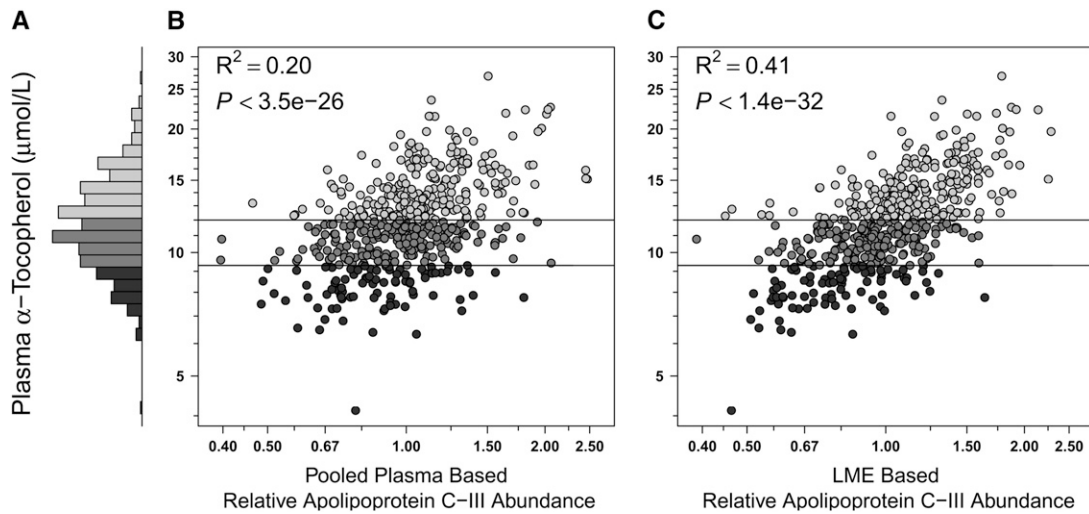 A
B
C
Plasma α−Tocopherol (μmol/L)
30
25
20
15
10
5
R² = 0.20
P < 3.5e−26
0.40 0.50 0.67 1.00 1.50 2.00 2.50
Pooled Plasma Based
Relative Apolipoprotein C−III Abundance
30
25
20
15
10
5
R² = 0.41
P < 1.4e−32
0.40 0.50 0.67 1.00 1.50 2.00 2.50
LME Based
Relative Apolipoprotein C−III Abundance